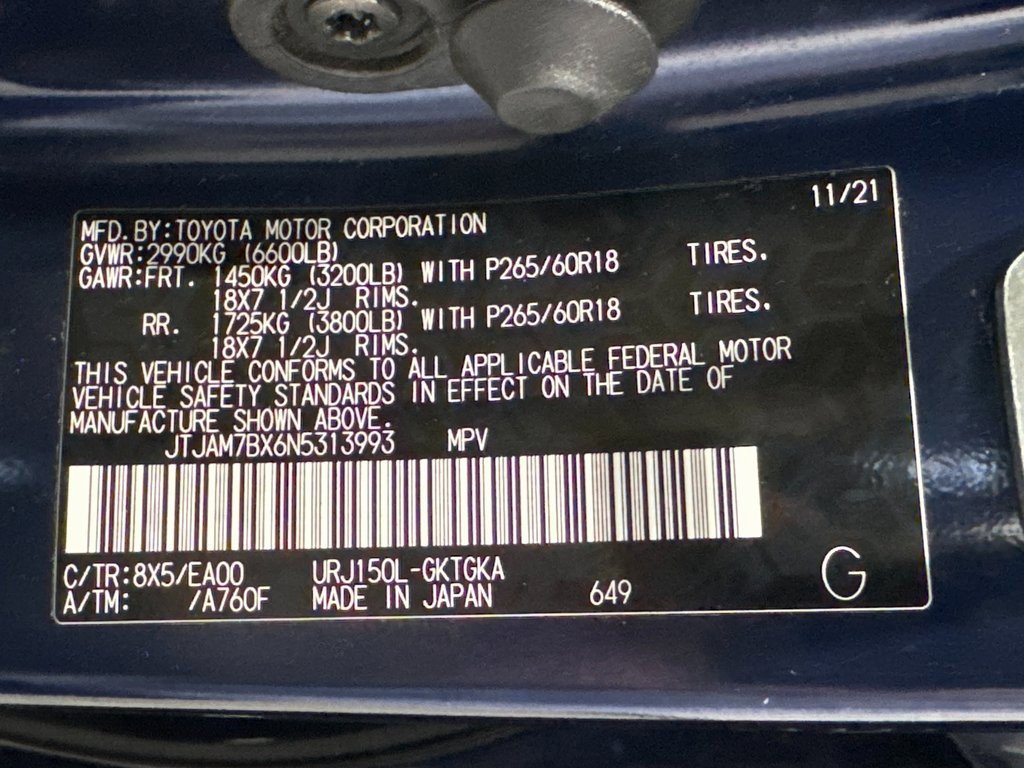 11/21
MFD. BY:TOYOTA MOTOR CORPORATION
GVWR:2990KG (6600LB)
GAWR:FRT. 1450KG (3200LB) WITH P265/60R18 TIRES.
18X7 1/2J RIMS.
RR. 1725KG (3800LB) WITH P265/60R18 TIRES.
18X7 1/2J RIMS.
THIS VEHICLE CONFORMS TO ALL APPLICABLE FEDERAL MOTOR
VEHICLE SAFETY STANDARDS IN EFFECT ON THE DATE OF
MANUFACTURE SHOWN ABOVE.
JTJAM7BX6N5313993 MPV
C/TR:8X5/EA00 URJ150L-GKTGKA
A/TM: /A760F MADE IN JAPAN 649
G